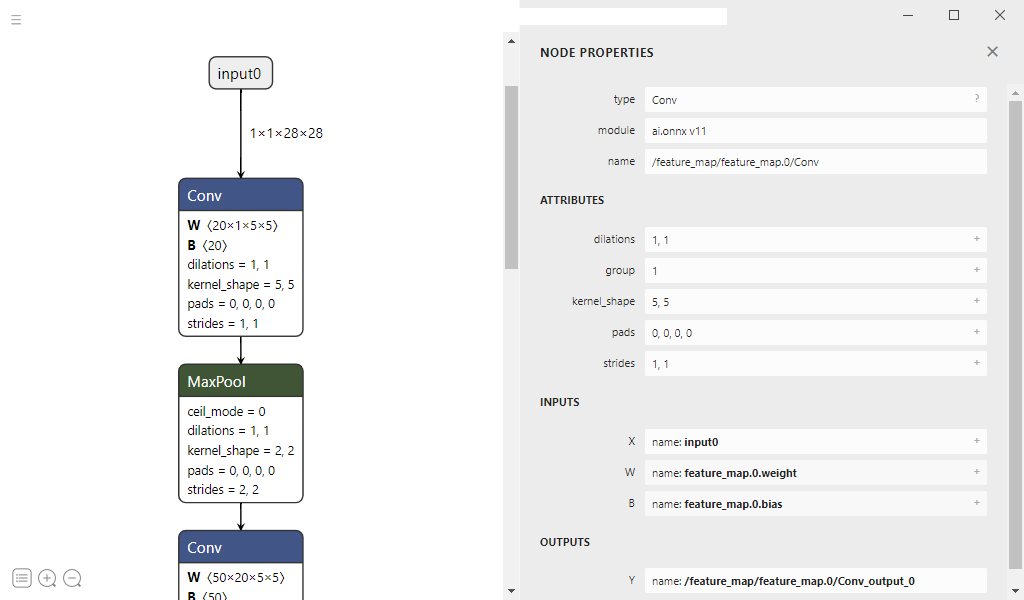 input0
1×1×28×28
Conv
W ⟨20×1×5×5⟩
B ⟨20⟩
dilations = 1, 1
kernel_shape = 5, 5
pads = 0, 0, 0, 0
strides = 1, 1
MaxPool
ceil_mode = 0
dilations = 1, 1
kernel_shape = 2, 2
pads = 0, 0, 0, 0
strides = 2, 2
Conv
W ⟨50×20×5×5⟩
B ⟨50⟩
NODE PROPERTIES
type Conv ?
module ai.onnx v11
name /feature_map/feature_map.0/Conv
ATTRIBUTES
dilations 1, 1 +
group 1 +
kernel_shape 5, 5 +
pads 0, 0, 0, 0 +
strides 1, 1 +
INPUTS
X name: input0 +
W name: feature_map.0.weight +
B name: feature_map.0.bias +
OUTPUTS
Y name: /feature_map/feature_map.0/Conv_output_0